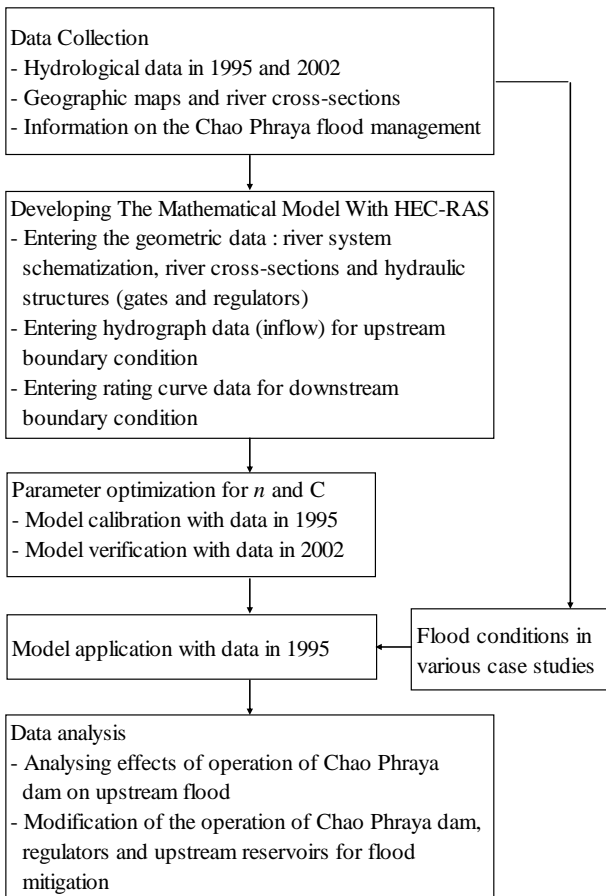 Data Collection
- Hydrological data in 1995 and 2002
- Geographic maps and river cross-sections
- Information on the Chao Phraya flood management
Developing The Mathematical Model With HEC-RAS
- Entering the geometric data : river system
schematization, river cross-sections and hydraulic
structures (gates and regulators)
- Entering hydrograph data (inflow) for upstream
boundary condition
- Entering rating curve data for downstream
boundary condition
Parameter optimization for n and C
- Model calibration with data in 1995
- Model verification with data in 2002
Model application with data in 1995
Flood conditions in
various case studies
Data analysis
- Analysing effects of operation of Chao Phraya
dam on upstream flood
- Modification of the operation of Chao Phraya dam,
regulators and upstream reservoirs for flood
mitigation